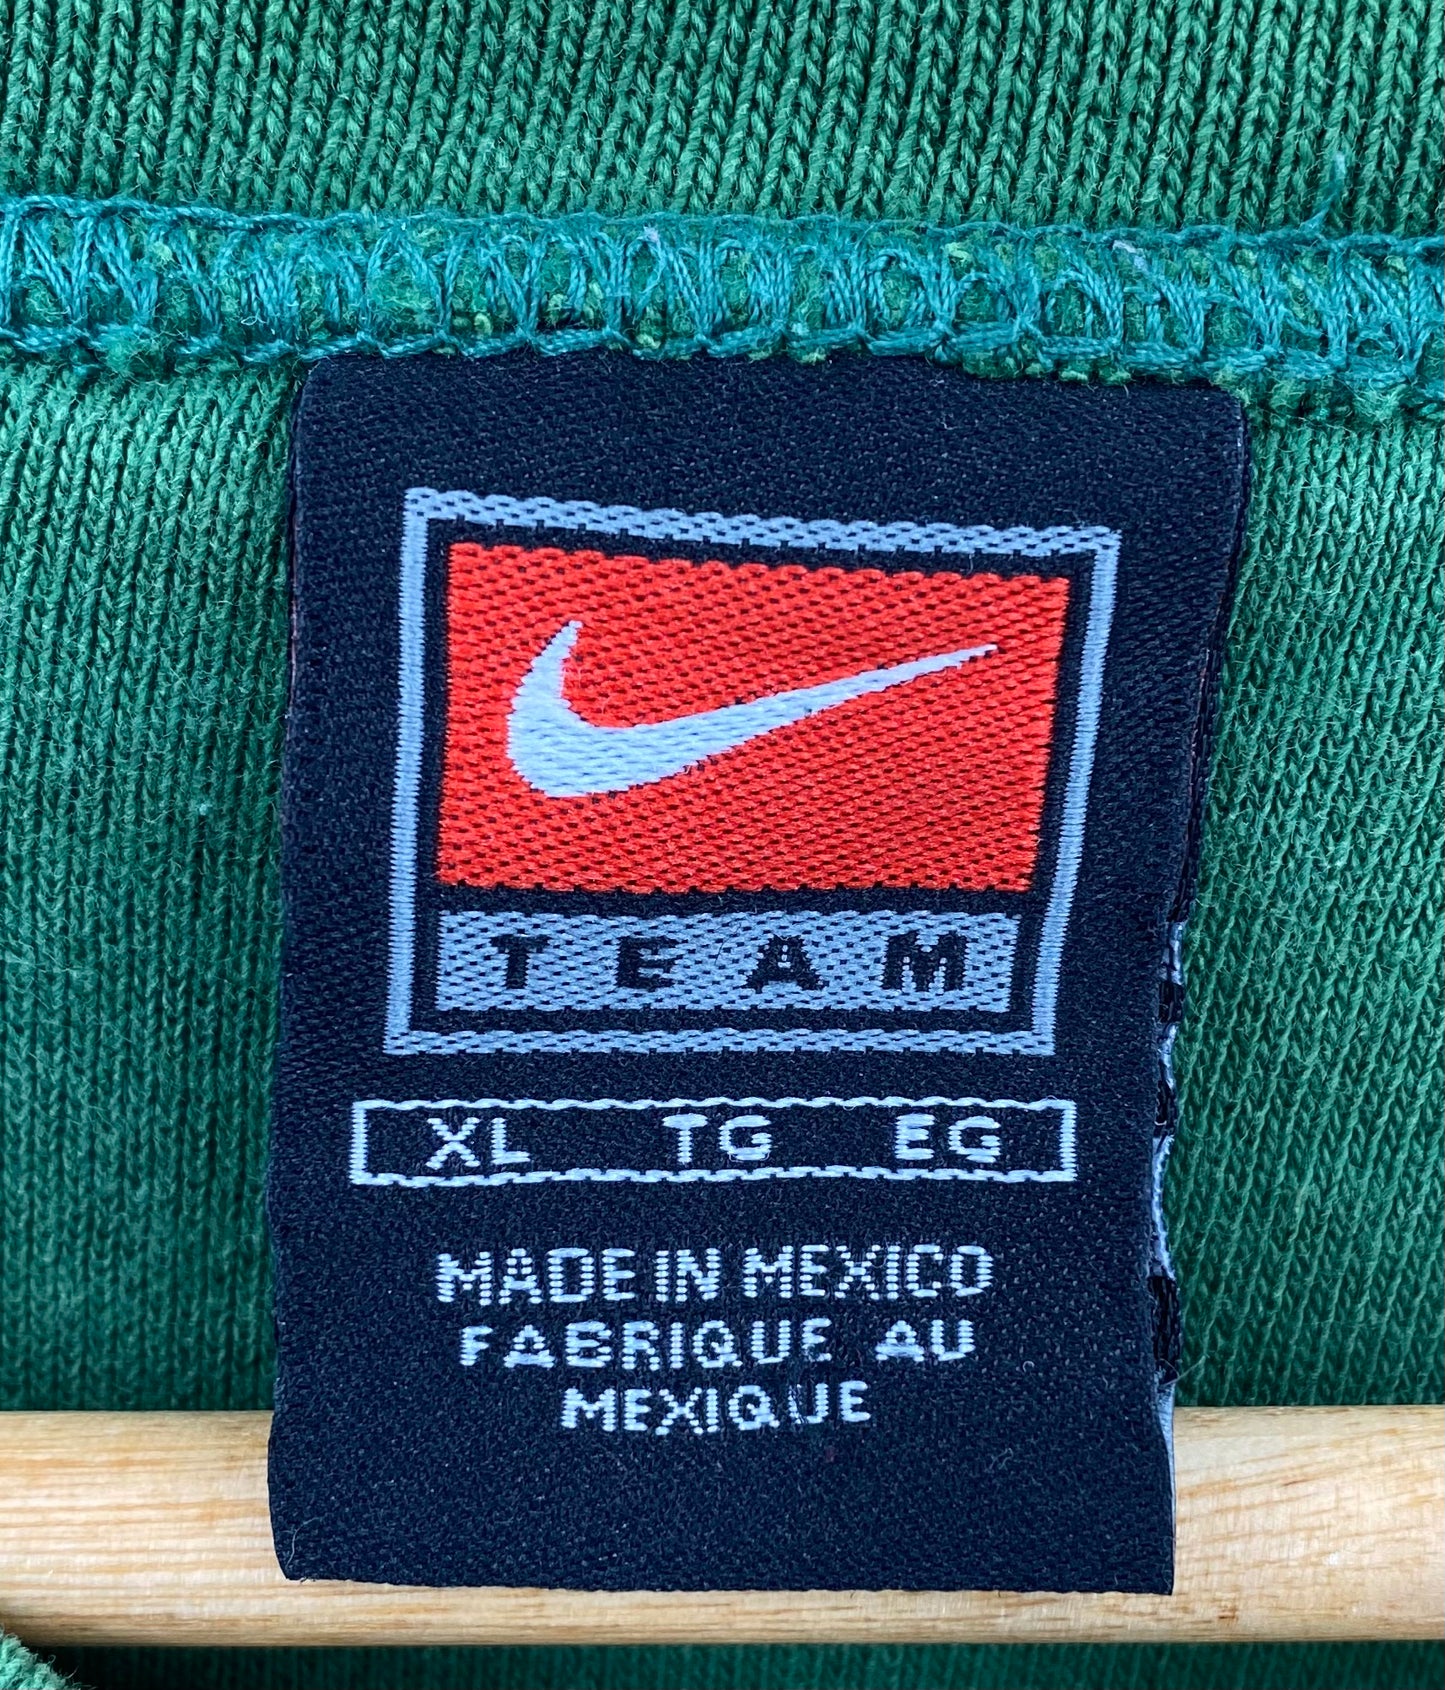 TEAM
XL TG EG
MADE IN MEXICO
FABRIQUE AU
MEXIQUE